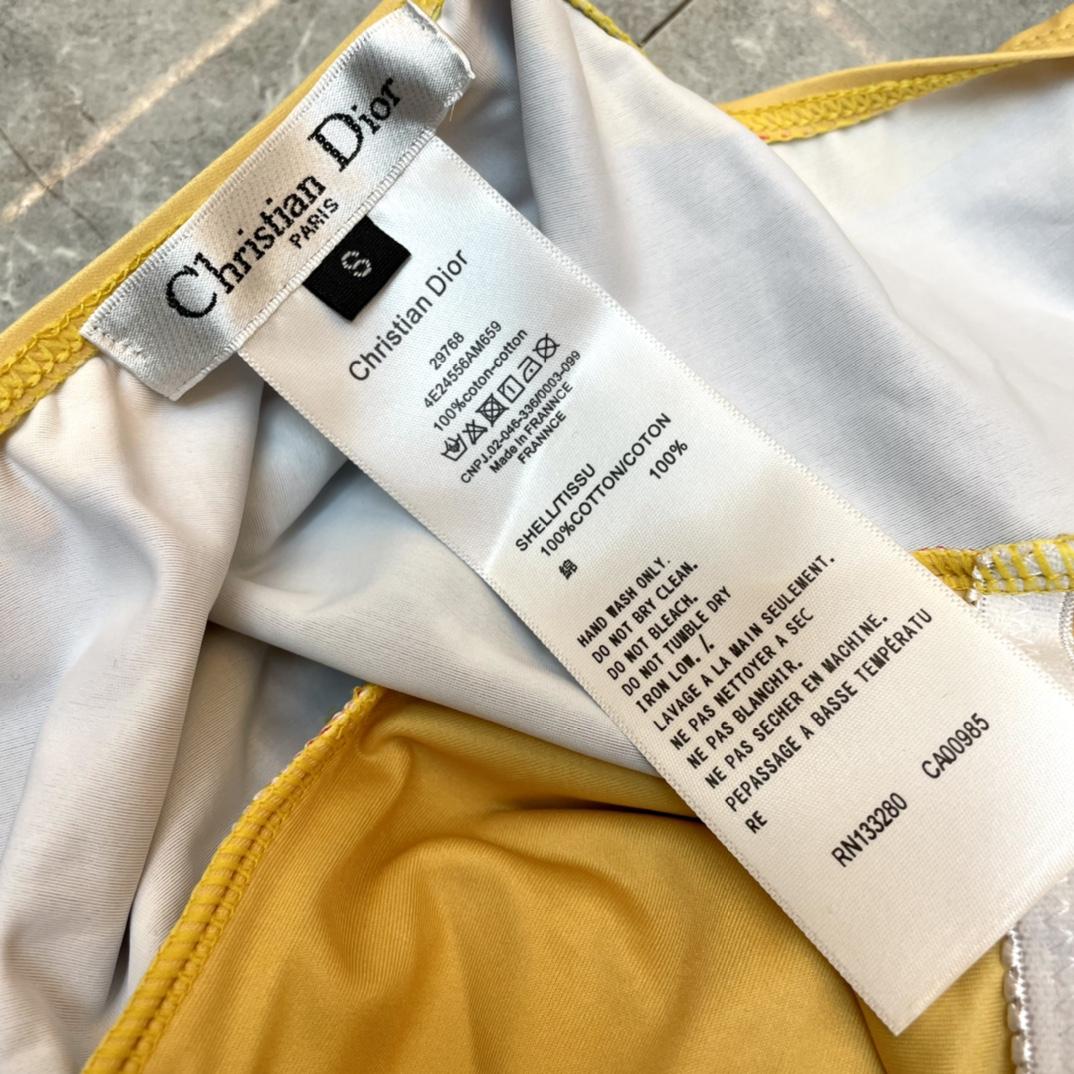 Christian Dior
PARIS
S
Christian Dior
29768
4E24556AM659
100%coton-cotton
CNPJ.02-046-336/0003-099
Made in FRANNCE
FRANNCE
SHELL/TISSU
100%COTTON/COTON
100%
綿
HAND WASH ONLY.
DO NOT BRY CLEAN.
DO NOT BLEACH.
DO NOT TUMBLE DRY
IRON LOW. /.
LAVAGE A LA MAIN SEULEMENT.
NE PAS NETTOYER A SEC
NE PAS BLANCHIR.
NE PAS SECHER EN MACHINE.
PEPASSAGE A BASSE TEMPÉRATU
RE
RN133280 CA00985